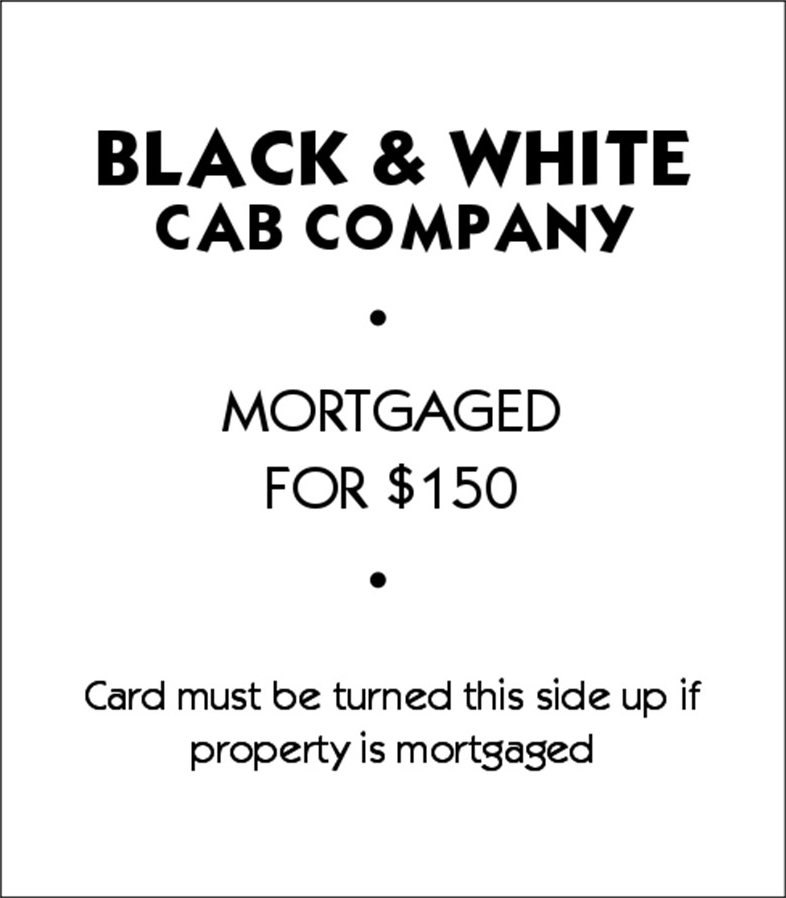 BLACK & WHITE
CAB COMPANY
•
MORTGAGED
FOR $150
•
Card must be turned this side up if
property is mortgaged